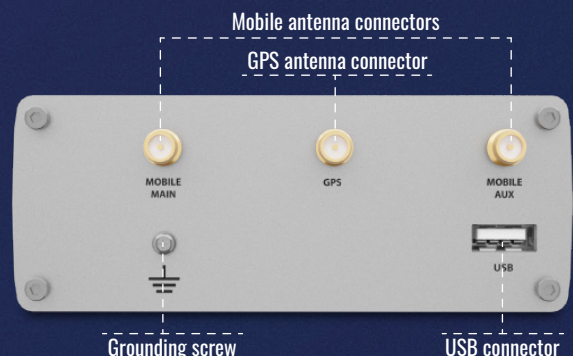 Mobile antenna connectors
GPS antenna connector
MOBILE
MAIN
GPS
MOBILE
AUX
USB
Grounding screw
USB connector